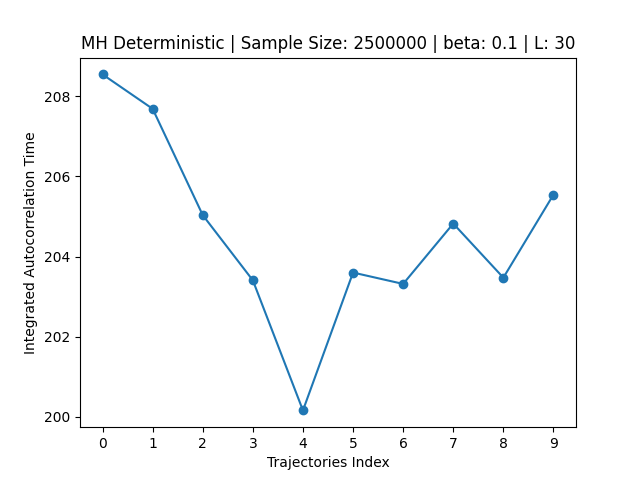 MH Deterministic | Sample Size: 2500000 | beta: 0.1 | L: 30
Integrated Autocorrelation Time
208
206
204
202
200
0 1 2 3 4 5 6 7 8 9
Trajectories Index